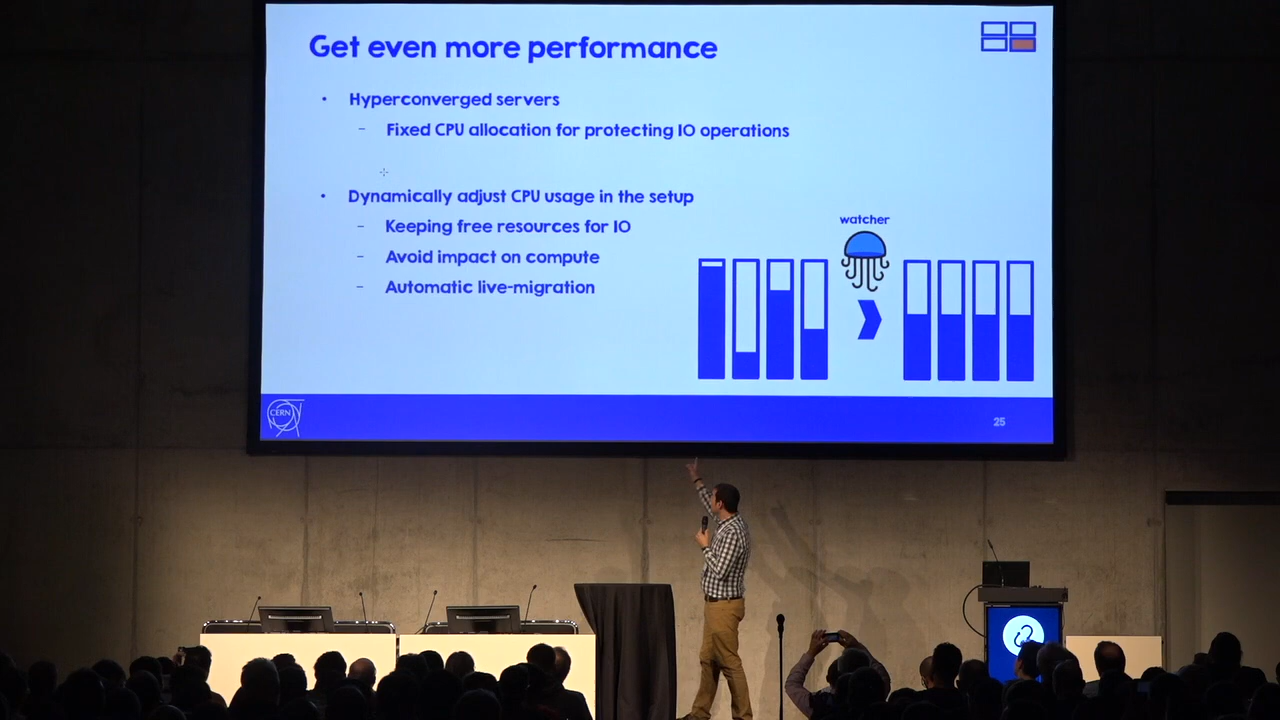 Get even more performance
• Hyperconverged servers
– Fixed CPU allocation for protecting IO operations
• Dynamically adjust CPU usage in the setup
– Keeping free resources for IO
– Avoid impact on compute
– Automatic live-migration
watcher
CERN
25